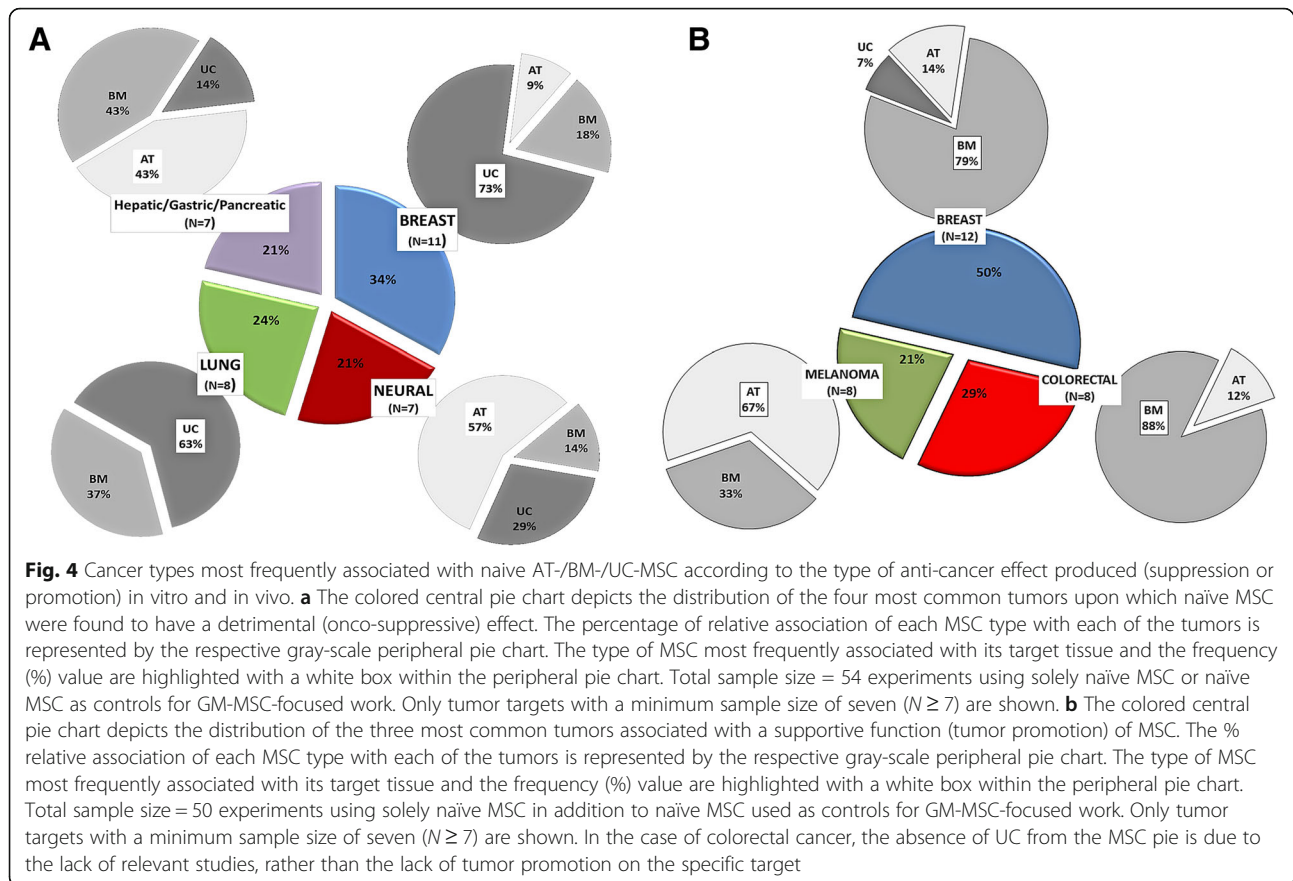 A
BM
43%
UC
14%
AT
43%
AT
9%
BM
18%
UC
73%
Hepatic/Gastric/Pancreatic
(N=7)
BREAST
(N=11)
21%
34%
24%
21%
LUNG
(N=8)
NEURAL
(N=7)
UC
63%
BM
37%
AT
57%
BM
14%
UC
29%
B
UC
7%
AT
14%
BM
79%
BREAST
(N=12)
50%
MELANOMA
(N=8)
21%
29%
COLORECTAL
(N=8)
AT
67%
BM
33%
AT
12%
BM
88%
Fig. 4 Cancer types most frequently associated with naive AT-/BM-/UC-MSC according to the type of anti-cancer effect produced (suppression or
promotion) in vitro and in vivo. a The colored central pie chart depicts the distribution of the four most common tumors upon which naïve MSC
were found to have a detrimental (onco-suppressive) effect. The percentage of relative association of each MSC type with each of the tumors is
represented by the respective gray-scale peripheral pie chart. The type of MSC most frequently associated with its target tissue and the frequency
(%) value are highlighted with a white box within the peripheral pie chart. Total sample size = 54 experiments using solely naïve MSC or naïve
MSC as controls for GM-MSC-focused work. Only tumor targets with a minimum sample size of seven (N ≥ 7) are shown. b The colored central
pie chart depicts the distribution of the three most common tumors associated with a supportive function (tumor promotion) of MSC. The %
relative association of each MSC type with each of the tumors is represented by the respective gray-scale peripheral pie chart. The type of MSC
most frequently associated with its target tissue and the frequency (%) value are highlighted with a white box within the peripheral pie chart.
Total sample size = 50 experiments using solely naïve MSC in addition to naïve MSC used as controls for GM-MSC-focused work. Only tumor
targets with a minimum sample size of seven (N ≥ 7) are shown. In the case of colorectal cancer, the absence of UC from the MSC pie is due to
the lack of relevant studies, rather than the lack of tumor promotion on the specific target